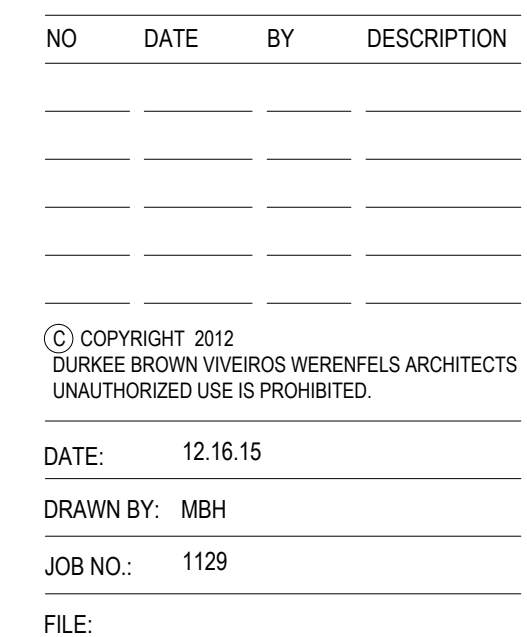 NO DATE BY DESCRIPTION
© COPYRIGHT 2012
DURKEE BROWN VIVEIROS WERENFELS ARCHITECTS
UNAUTHORIZED USE IS PROHIBITED.
DATE: 12.16.15
DRAWN BY: MBH
JOB NO.: 1129
FILE: